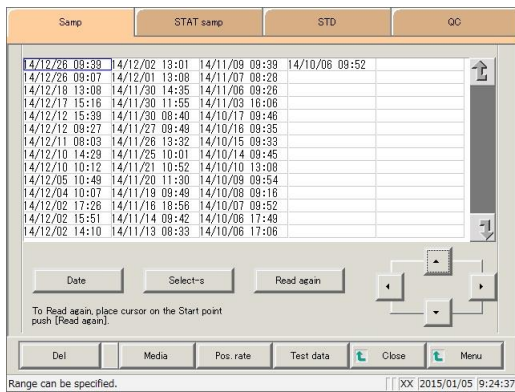 Samp STAT samp STD QC
14/12/26 09:39 14/12/02 13:01 14/11/09 09:39 14/10/06 09:52
14/12/26 09:07 14/12/01 13:08 14/11/07 08:28
14/12/18 13:08 14/11/30 14:35 14/11/06 09:26
14/12/17 15:16 14/11/30 11:55 14/11/03 16:06
14/12/12 15:39 14/11/30 08:40 14/10/17 09:46
14/12/12 09:27 14/11/27 09:49 14/10/16 09:35
14/12/11 08:03 14/11/26 13:32 14/10/15 09:33
14/12/10 14:29 14/11/25 10:01 14/10/14 09:45
14/12/10 10:12 14/11/21 10:52 14/10/10 13:08
14/12/05 10:49 14/11/20 11:30 14/10/09 09:54
14/12/04 10:07 14/11/19 09:49 14/10/08 09:16
14/12/02 17:26 14/11/16 18:56 14/10/07 09:52
14/12/02 15:51 14/11/14 09:42 14/10/06 17:49
14/12/02 14:10 14/11/13 08:33 14/10/06 17:06
Date Select-s Read again
To Read again, place cursor on the Start point
push [Read again].
Del Media Pos. rate Test data Close Menu
Range can be specified. XX 2015/01/05 9:24:37